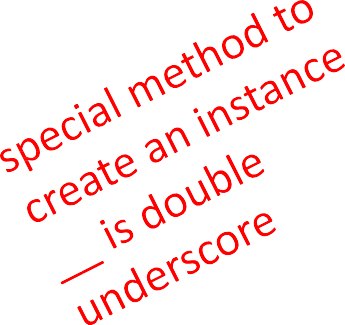 special method to
create an instance
__ is double
underscore